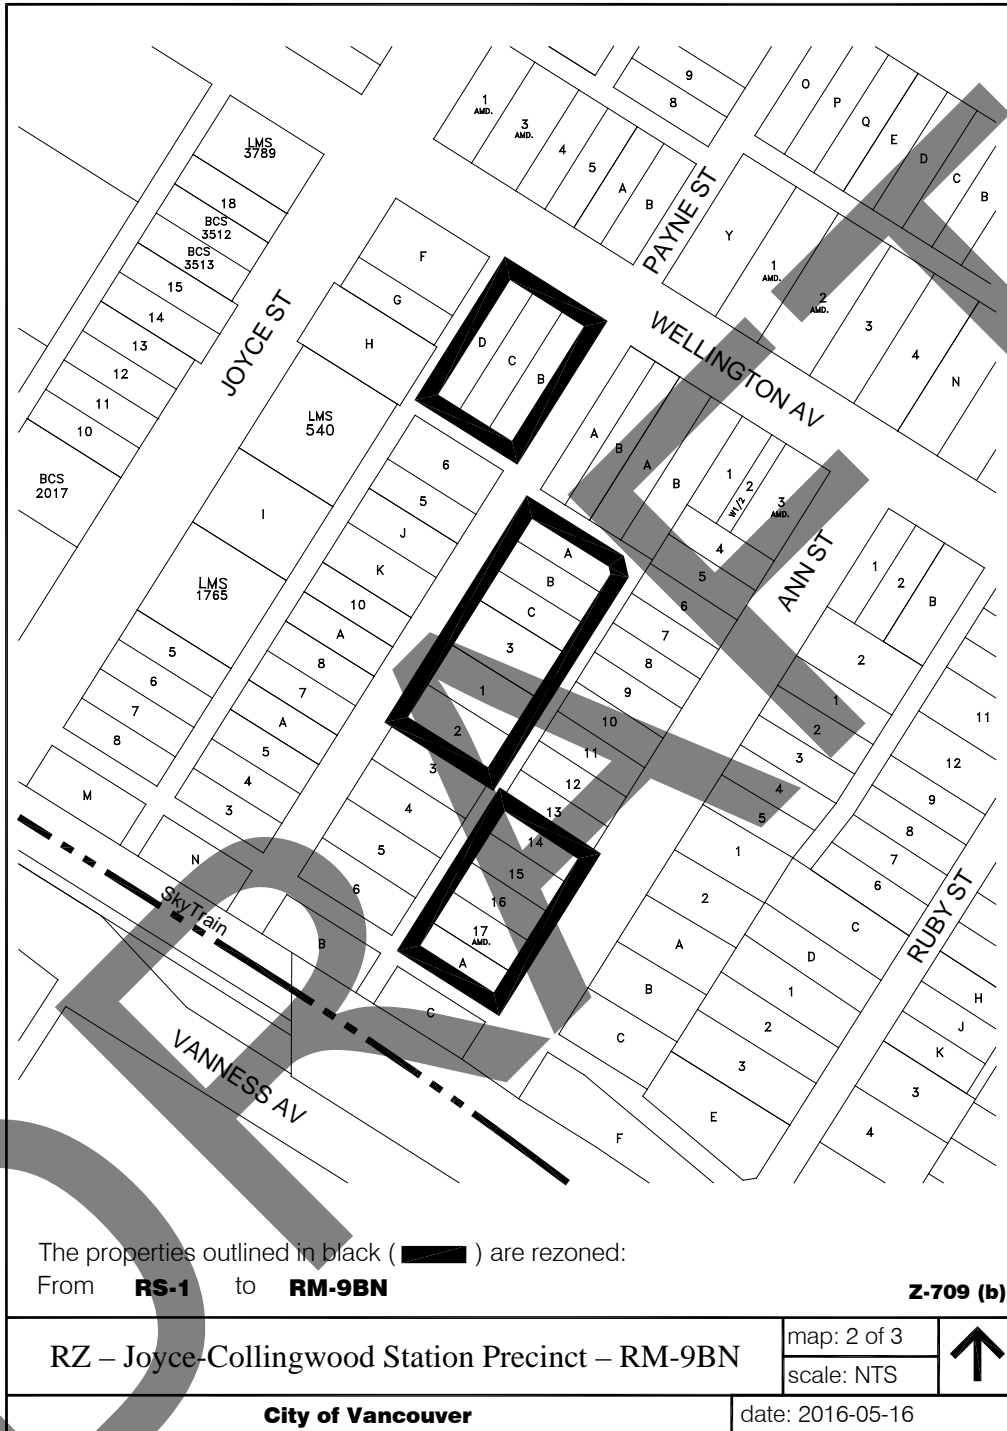 9
8
O
P
Q
E
D
C
B
1
AMD.
3
AMD.
4
5
A
B
LMS
3789
18
BCS
3512
BCS
3513
15
14
13
12
11
10
BCS
2017
JOYCE ST
F
G
H
D
C
B
PAYNE ST
Y
1
AMD.
2
AMD.
3
4
N
WELLINGTON AV
LMS
540
I
LMS
1765
5
6
7
8
6
5
J
K
10
A
8
7
A
5
4
3
A
B
A
B
1
W1/2
2
3
AMD.
4
5
6
7
8
9
10
11
12
13
14
15
16
17
AMD.
A
A
B
C
3
1
2
3
4
5
6
ANN ST
1
2
B
2
1
2
3
4
5
1
2
A
B
C
11
12
9
8
7
6
C
D
1
2
3
E
RUBY ST
H
J
K
3
4
M
N
SkyTrain
B
C
F
VANNESS AV
DRAFT
The properties outlined in black ( ) are rezoned:
From RS-1 to RM-9BN
Z-709 (b)
RZ – Joyce-Collingwood Station Precinct – RM-9BN
map: 2 of 3
scale: NTS
City of Vancouver
date: 2016-05-16